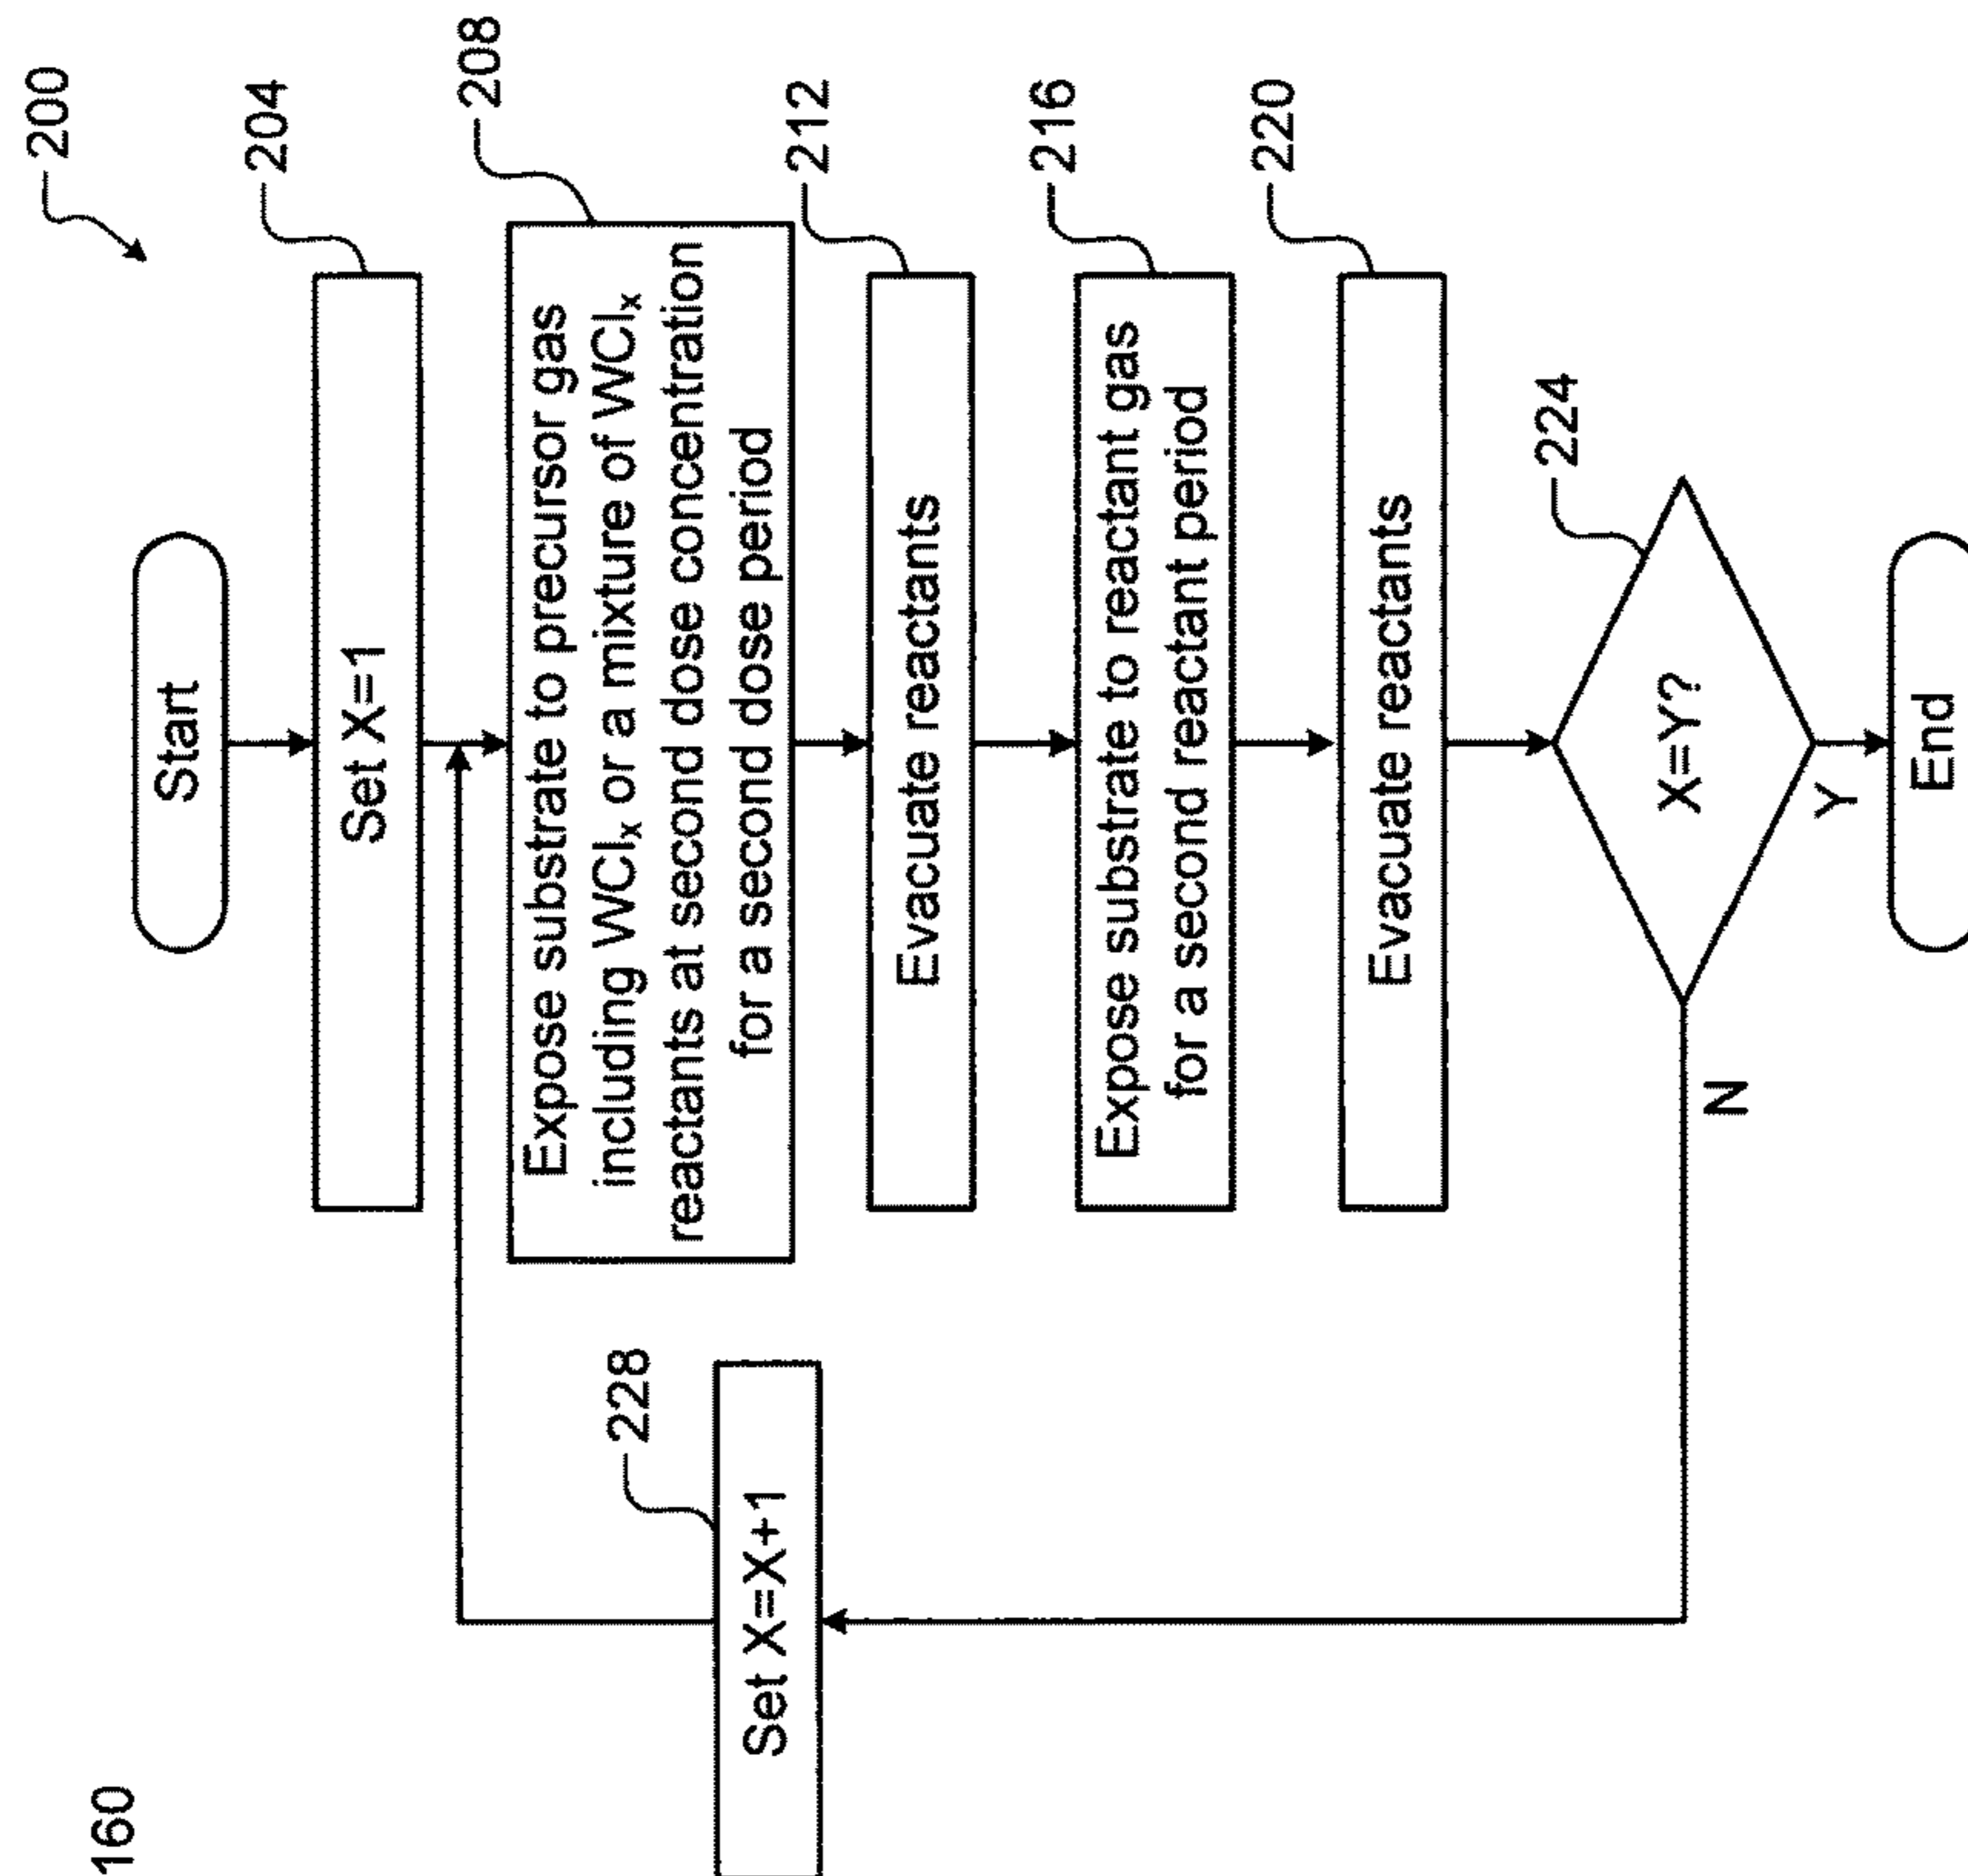 160
200
Start
204
Set X=1
208
Expose substrate to precursor gas
including WClₓ or a mixture of WClₓ
reactants at second dose concentration
for a second dose period
212
Evacuate reactants
216
Expose substrate to reactant gas
for a second reactant period
220
Evacuate reactants
224
X=Y?
N
Y
228
Set X=X+1
End